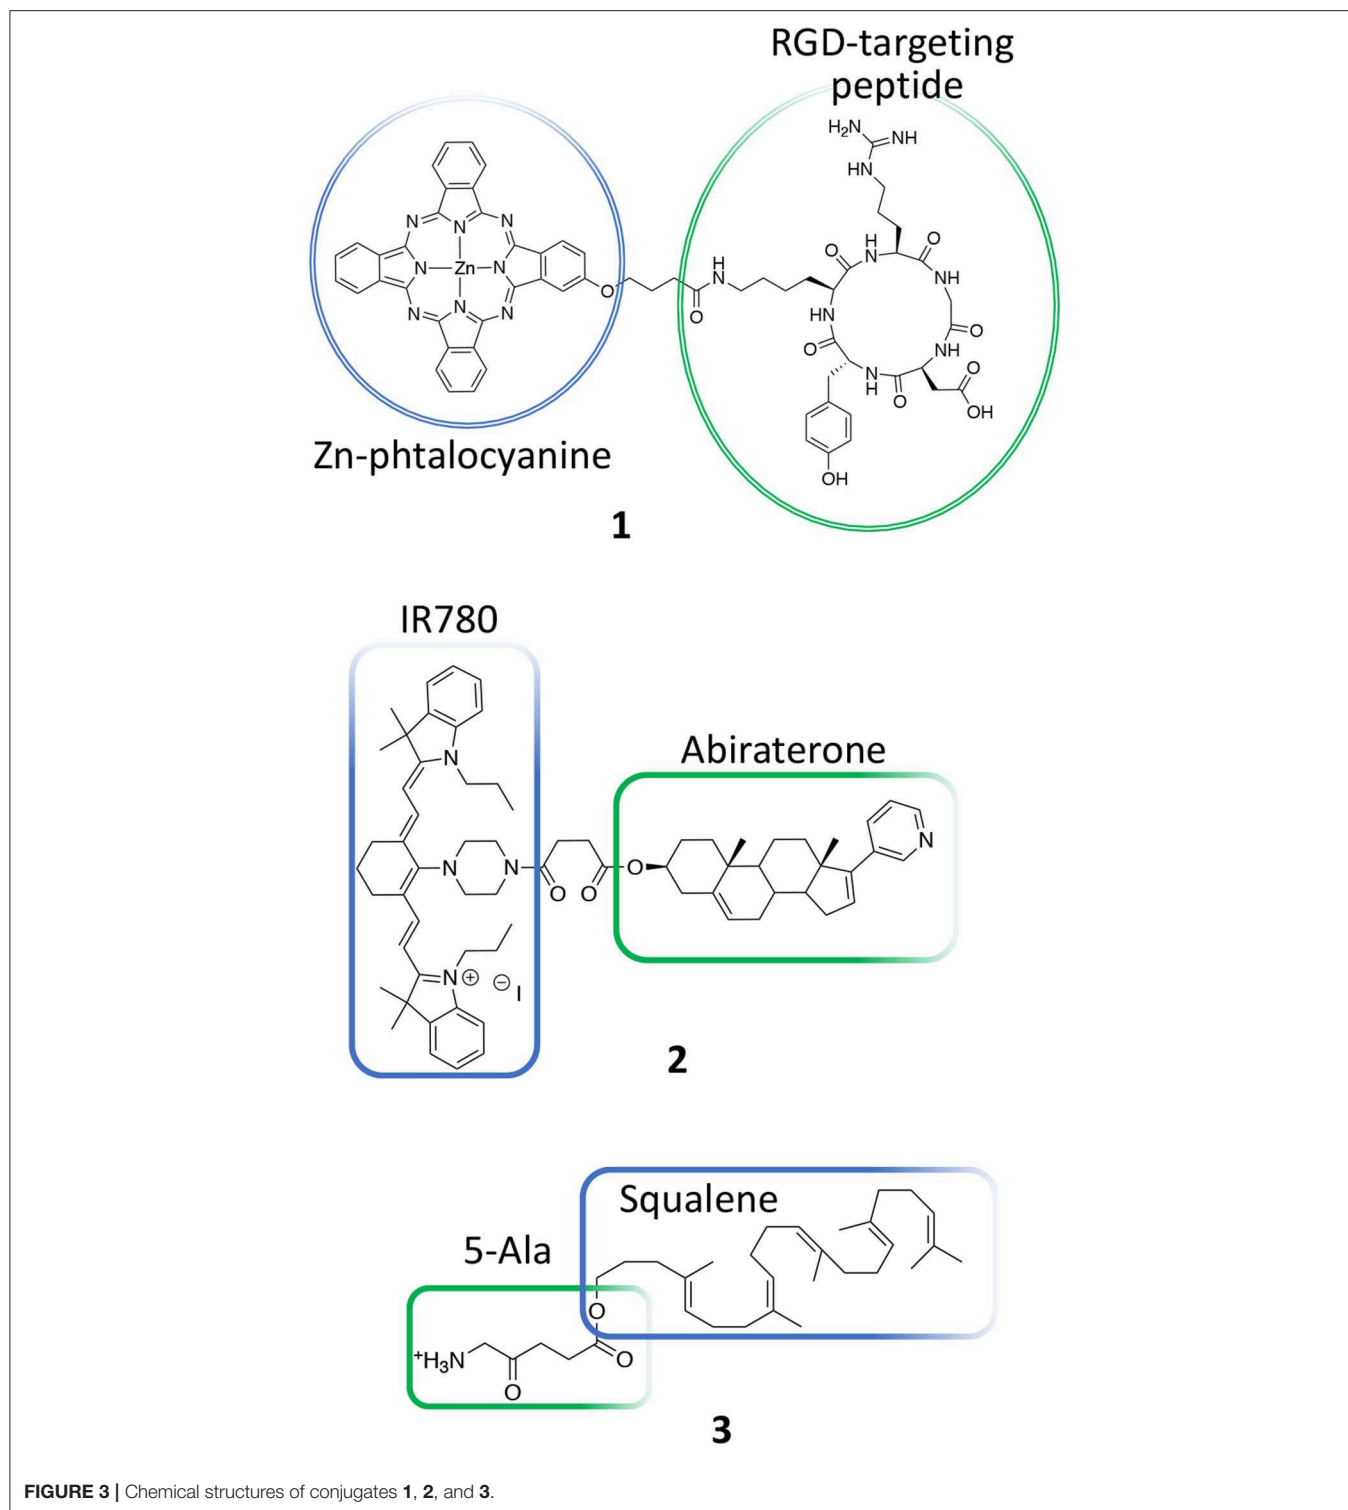 RGD-targeting
peptide
H2N
NH
HN
N
N
N
N
Zn
N
N
N
N
O
H
N
O
O
H
N
O
NH
HN
O
O
NH
N
H
O
O
OH
OH
Zn-phtalocyanine
1
IR780
N
Abiraterone
N
N
N
O
O
O
N
+
−
I
2
Squalene
5-Ala
O
+H3N
O
O
3
FIGURE 3 | Chemical structures of conjugates 1, 2, and 3.